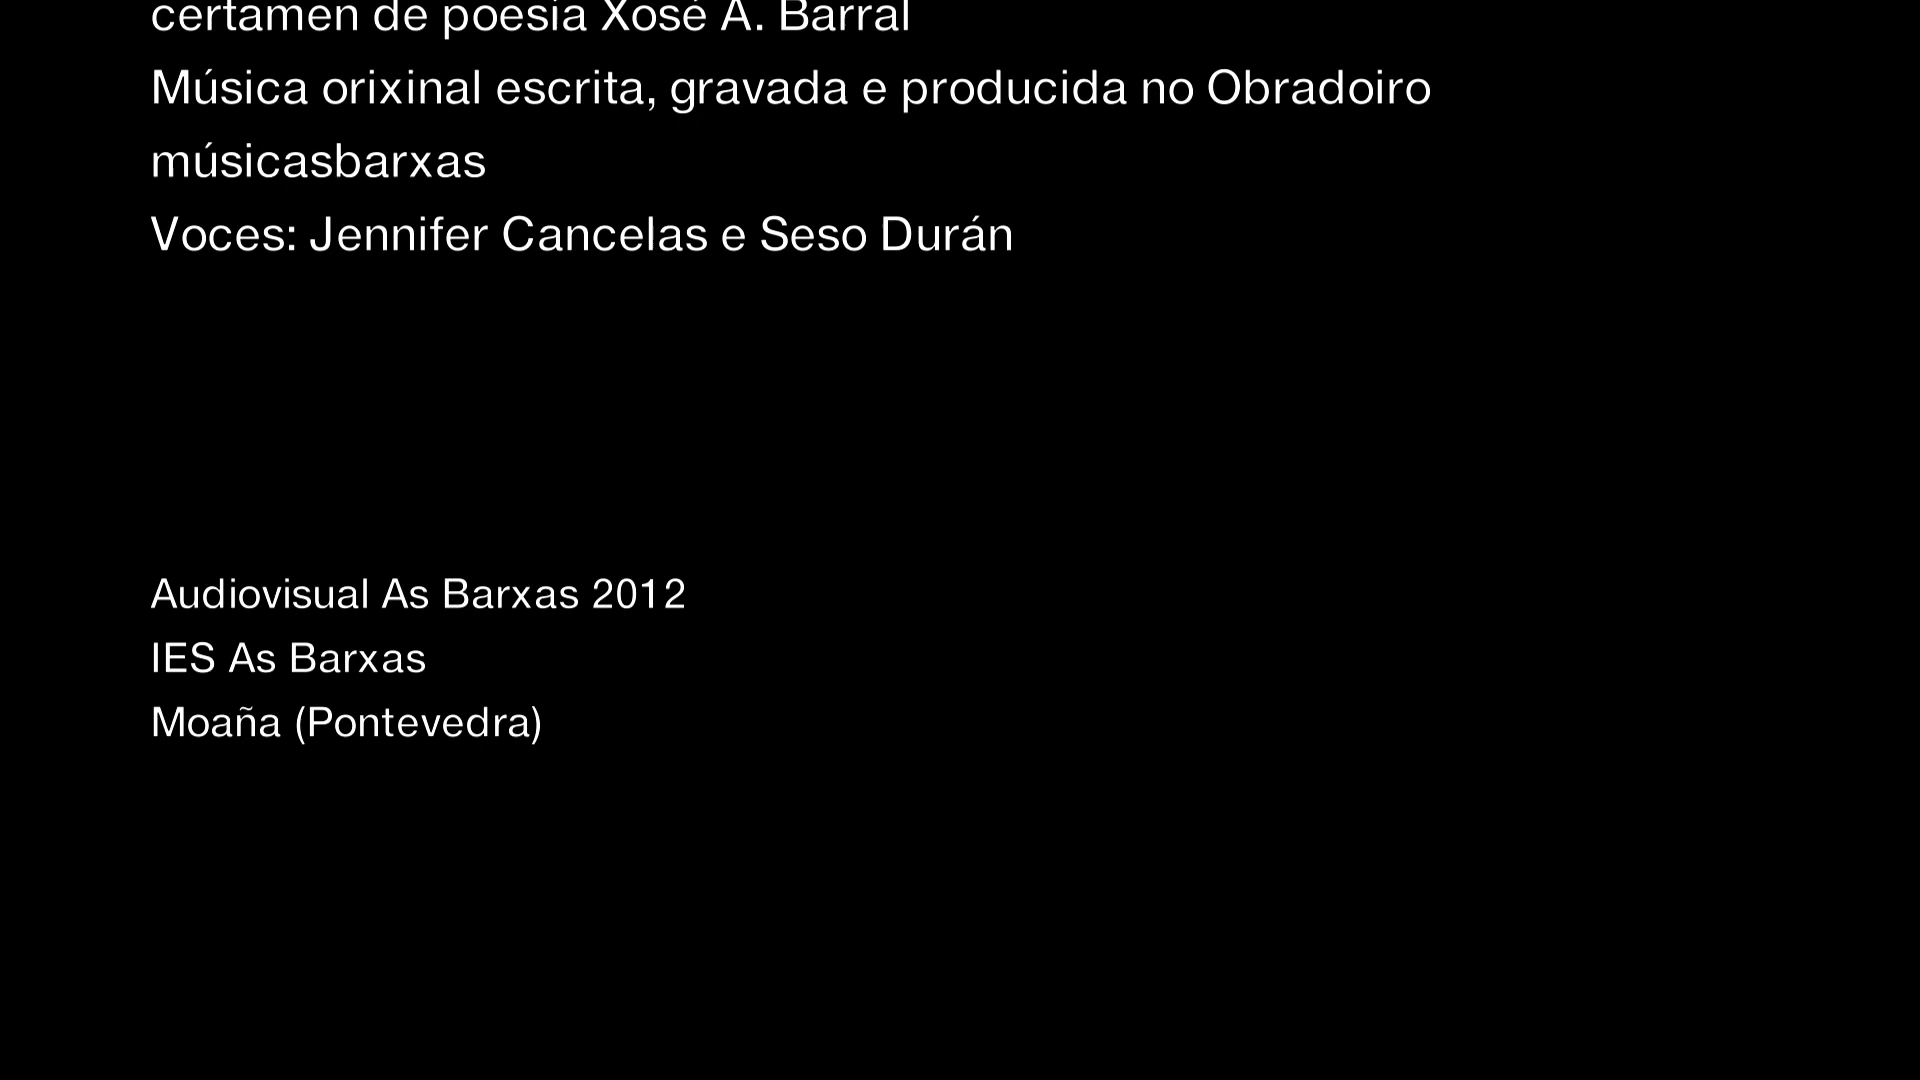 certamen de poesía Xosé A. Barral
Música orixinal escrita, gravada e producida no Obradoiro
músicasbarxas
Voces: Jennifer Cancelas e Seso Durán
Audiovisual As Barxas 2012
IES As Barxas
Moaña (Pontevedra)